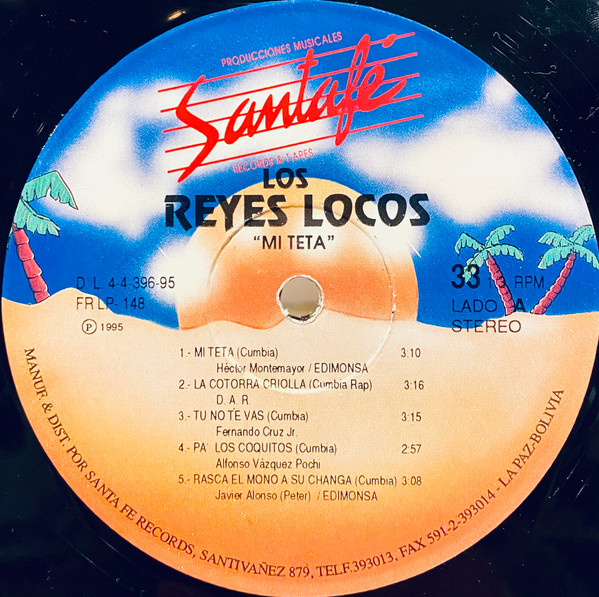 PRODUCCIONES MUSICALES
Santafé
RECORDS & TAPES
LOS
REYES LOCOS
"MI TETA"
D. L. 4-4-396-95
FR LP- 148
℗ 1995
33 1/3 RPM
LADO A
STEREO
1.- MI TETA (Cumbia) 3:10
Héctor Montemayor / EDIMONSA
2.- LA COTORRA CRIOLLA (Cumbia Rap) 3:16
D. A. R.
3.- TU NO TE VAS (Cumbia) 3:15
Fernando Cruz Jr.
4.- PA' LOS COQUITOS (Cumbia) 2:57
Alfonso Vázquez Pochi
5.- RASCA EL MONO A SU CHANGA (Cumbia) 3:08
Javier Alonso (Peter) / EDIMONSA
MANUF. & DIST. POR SANTA FE RECORDS, SANTIVAÑEZ 879, TELF. 393013, FAX 591-2-393014 - LA PAZ-BOLIVIA